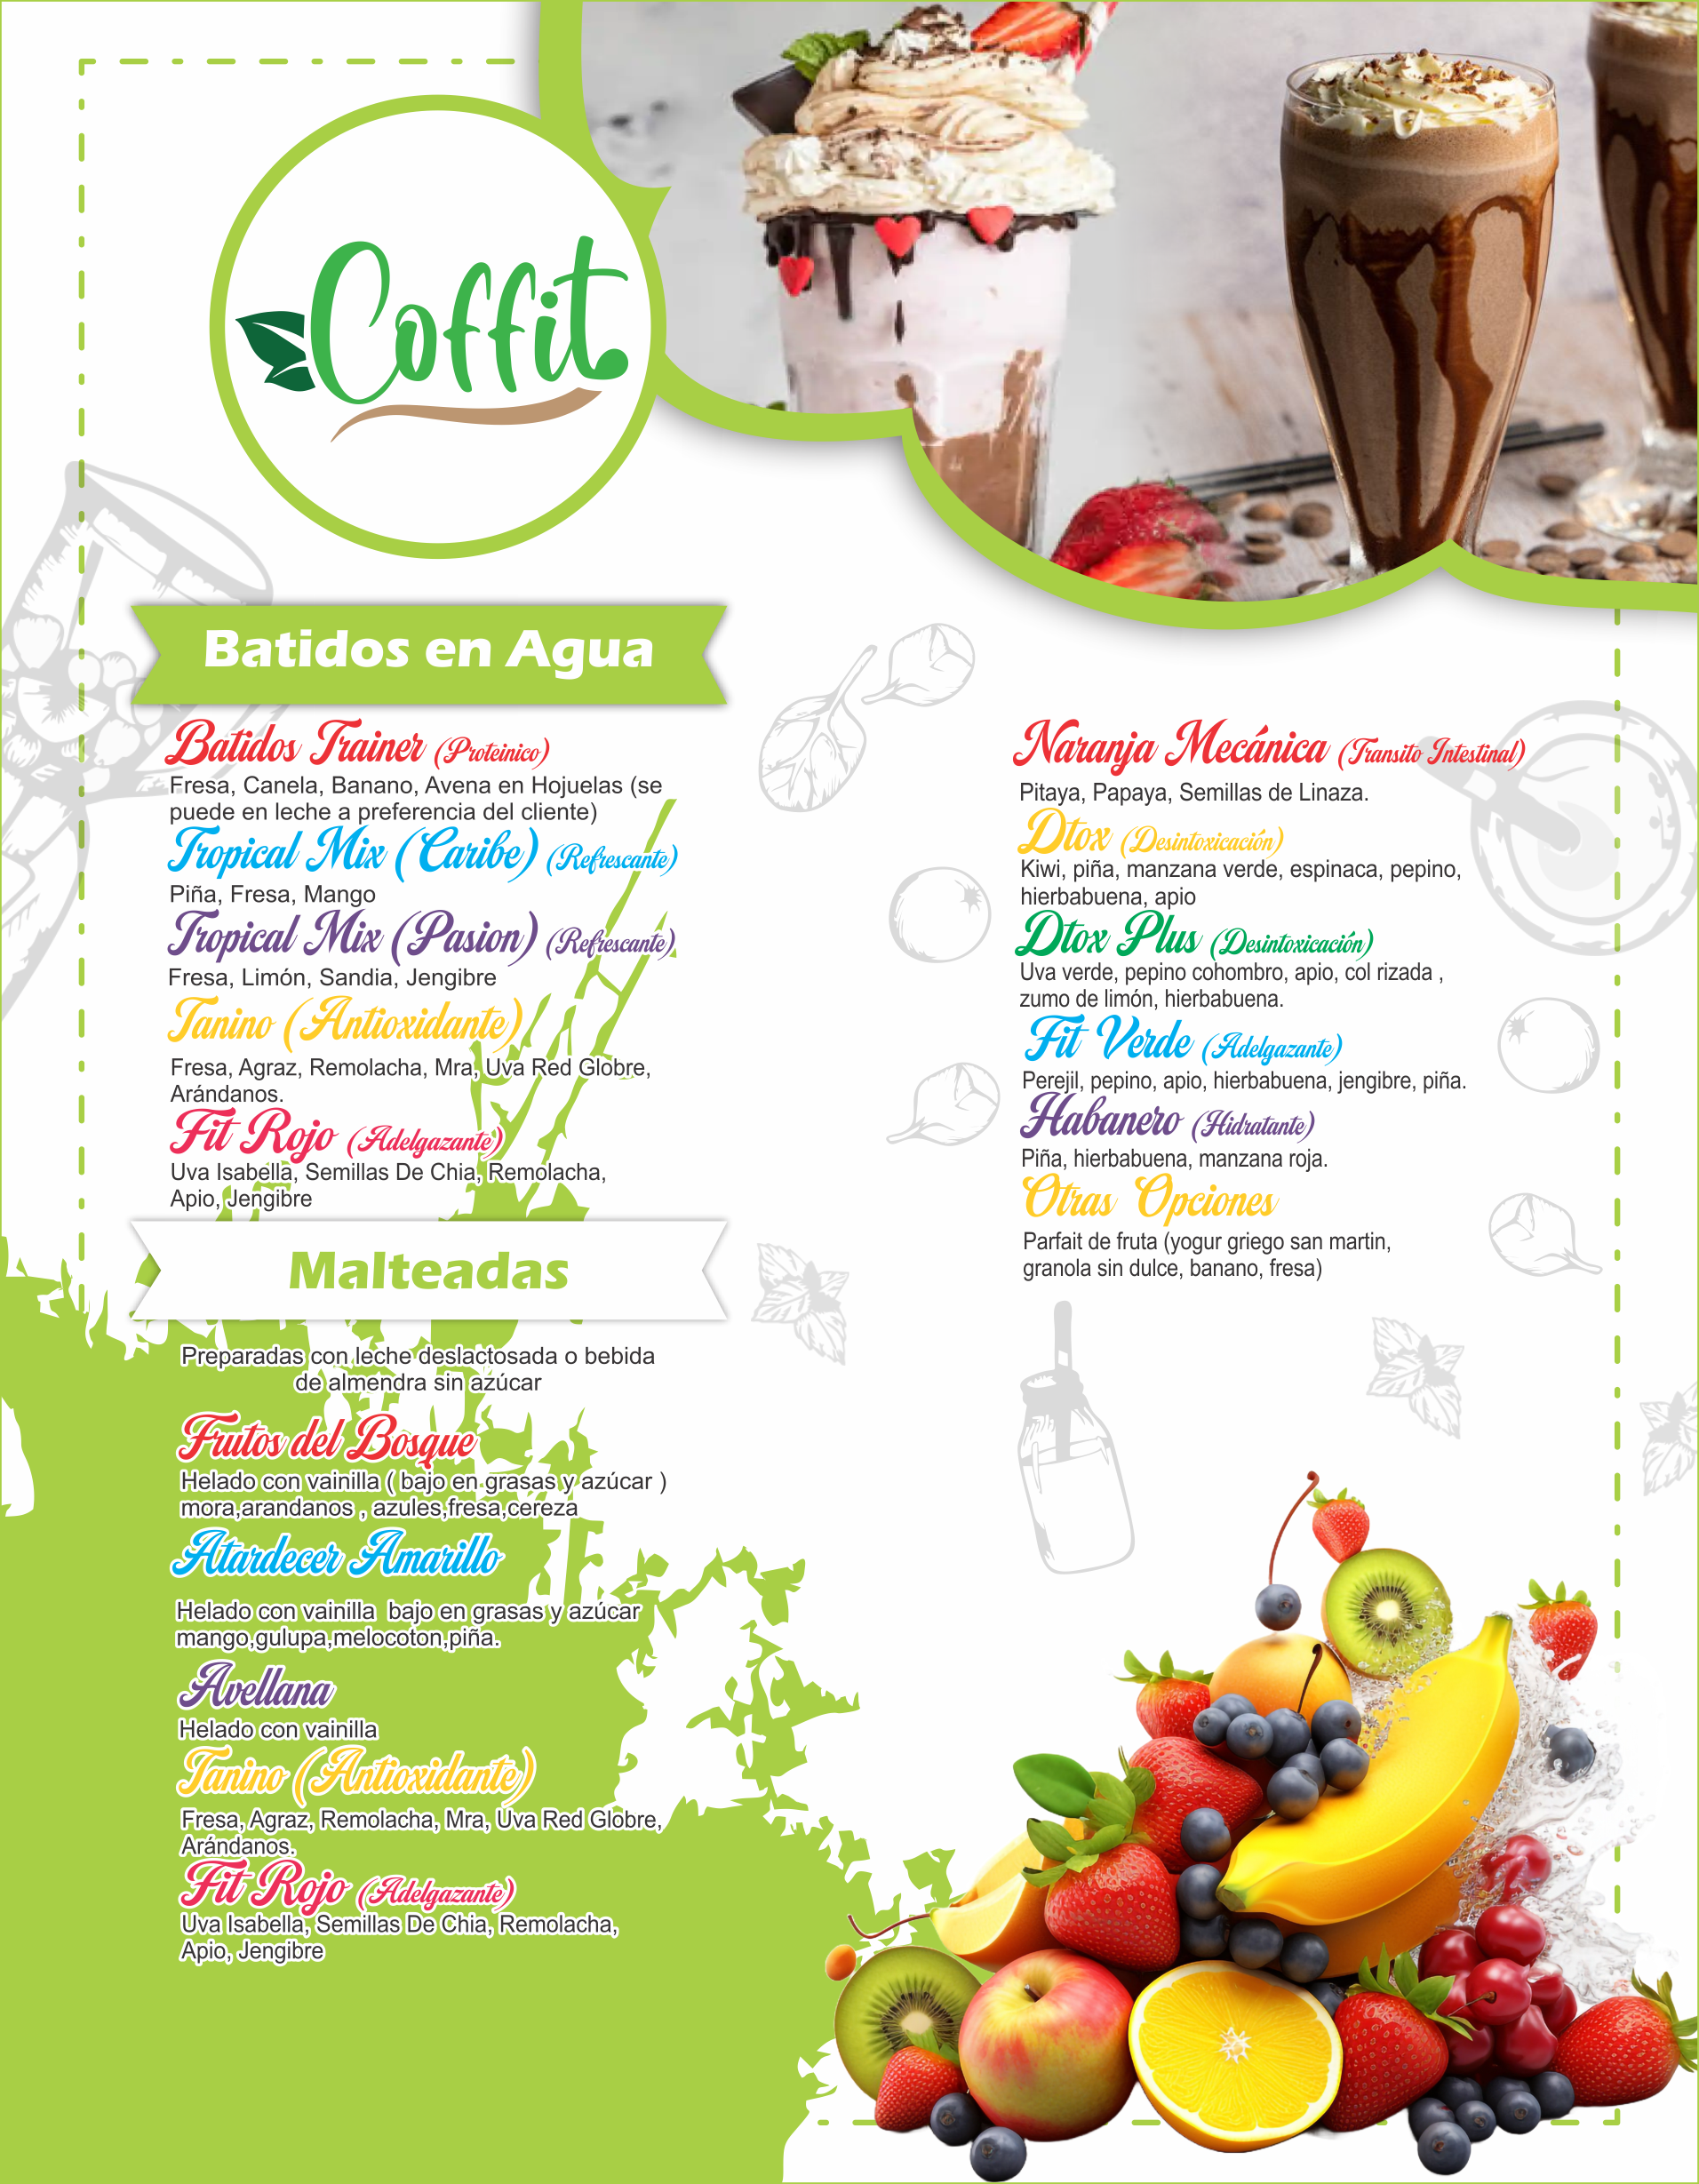 Coffit
Batidos en Agua
Batidos Trainer (Proteinico)
Fresa, Canela, Banano, Avena en Hojuelas (se
puede en leche a preferencia del cliente)
Tropical Mix (Caribe) (Refrescante)
Piña, Fresa, Mango
Tropical Mix (Pasion) (Refrescante)
Fresa, Limón, Sandia, Jengibre
Tanino (Antioxidante)
Fresa, Agraz, Remolacha, Mra, Uva Red Globre,
Arándanos.
Fit Rojo (Adelgazante)
Uva Isabella, Semillas De Chia, Remolacha,
Apio, Jengibre
Naranja Mecánica (Transito Intestinal)
Pitaya, Papaya, Semillas de Linaza.
Dtox (Desintoxicación)
Kiwi, piña, manzana verde, espinaca, pepino,
hierbabuena, apio
Dtox Plus (Desintoxicación)
Uva verde, pepino cohombro, apio, col rizada ,
zumo de limón, hierbabuena.
Fit Verde (Adelgazante)
Perejil, pepino, apio, hierbabuena, jengibre, piña.
Habanero (Hidratante)
Piña, hierbabuena, manzana roja.
Otras Opciones
Parfait de fruta (yogur griego san martin,
granola sin dulce, banano, fresa)
Malteadas
Preparadas con leche deslactosada o bebida
de almendra sin azúcar
Frutos del Bosque
Helado con vainilla ( bajo en grasas y azúcar )
mora,arandanos , azules,fresa,cereza
Atardecer Amarillo
Helado con vainilla  bajo en grasas y azúcar
mango,gulupa,melocoton,piña.
Avellana
Helado con vainilla
Tanino (Antioxidante)
Fresa, Agraz, Remolacha, Mra, Uva Red Globre,
Arándanos.
Fit Rojo (Adelgazante)
Uva Isabella, Semillas De Chia, Remolacha,
Apio, Jengibre